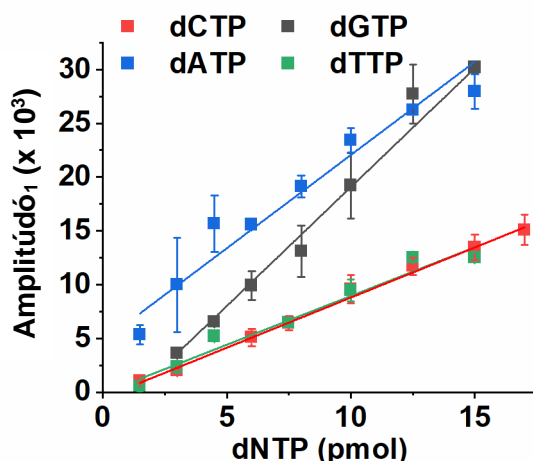 dCTP dGTP
dATP dTTP
Amplitúdó₁ (x 10³)
30
25
20
15
10
5
0
0 5 10 15
dNTP (pmol)